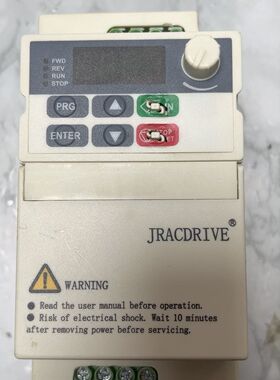 FWD
REV
RUN
STOP
PRG
ENTER
JRACDRIVE®
WARNING
● Read the user manual before operation.
● Risk of electrical shock. Wait 10 minutes
after removing power before servicing.